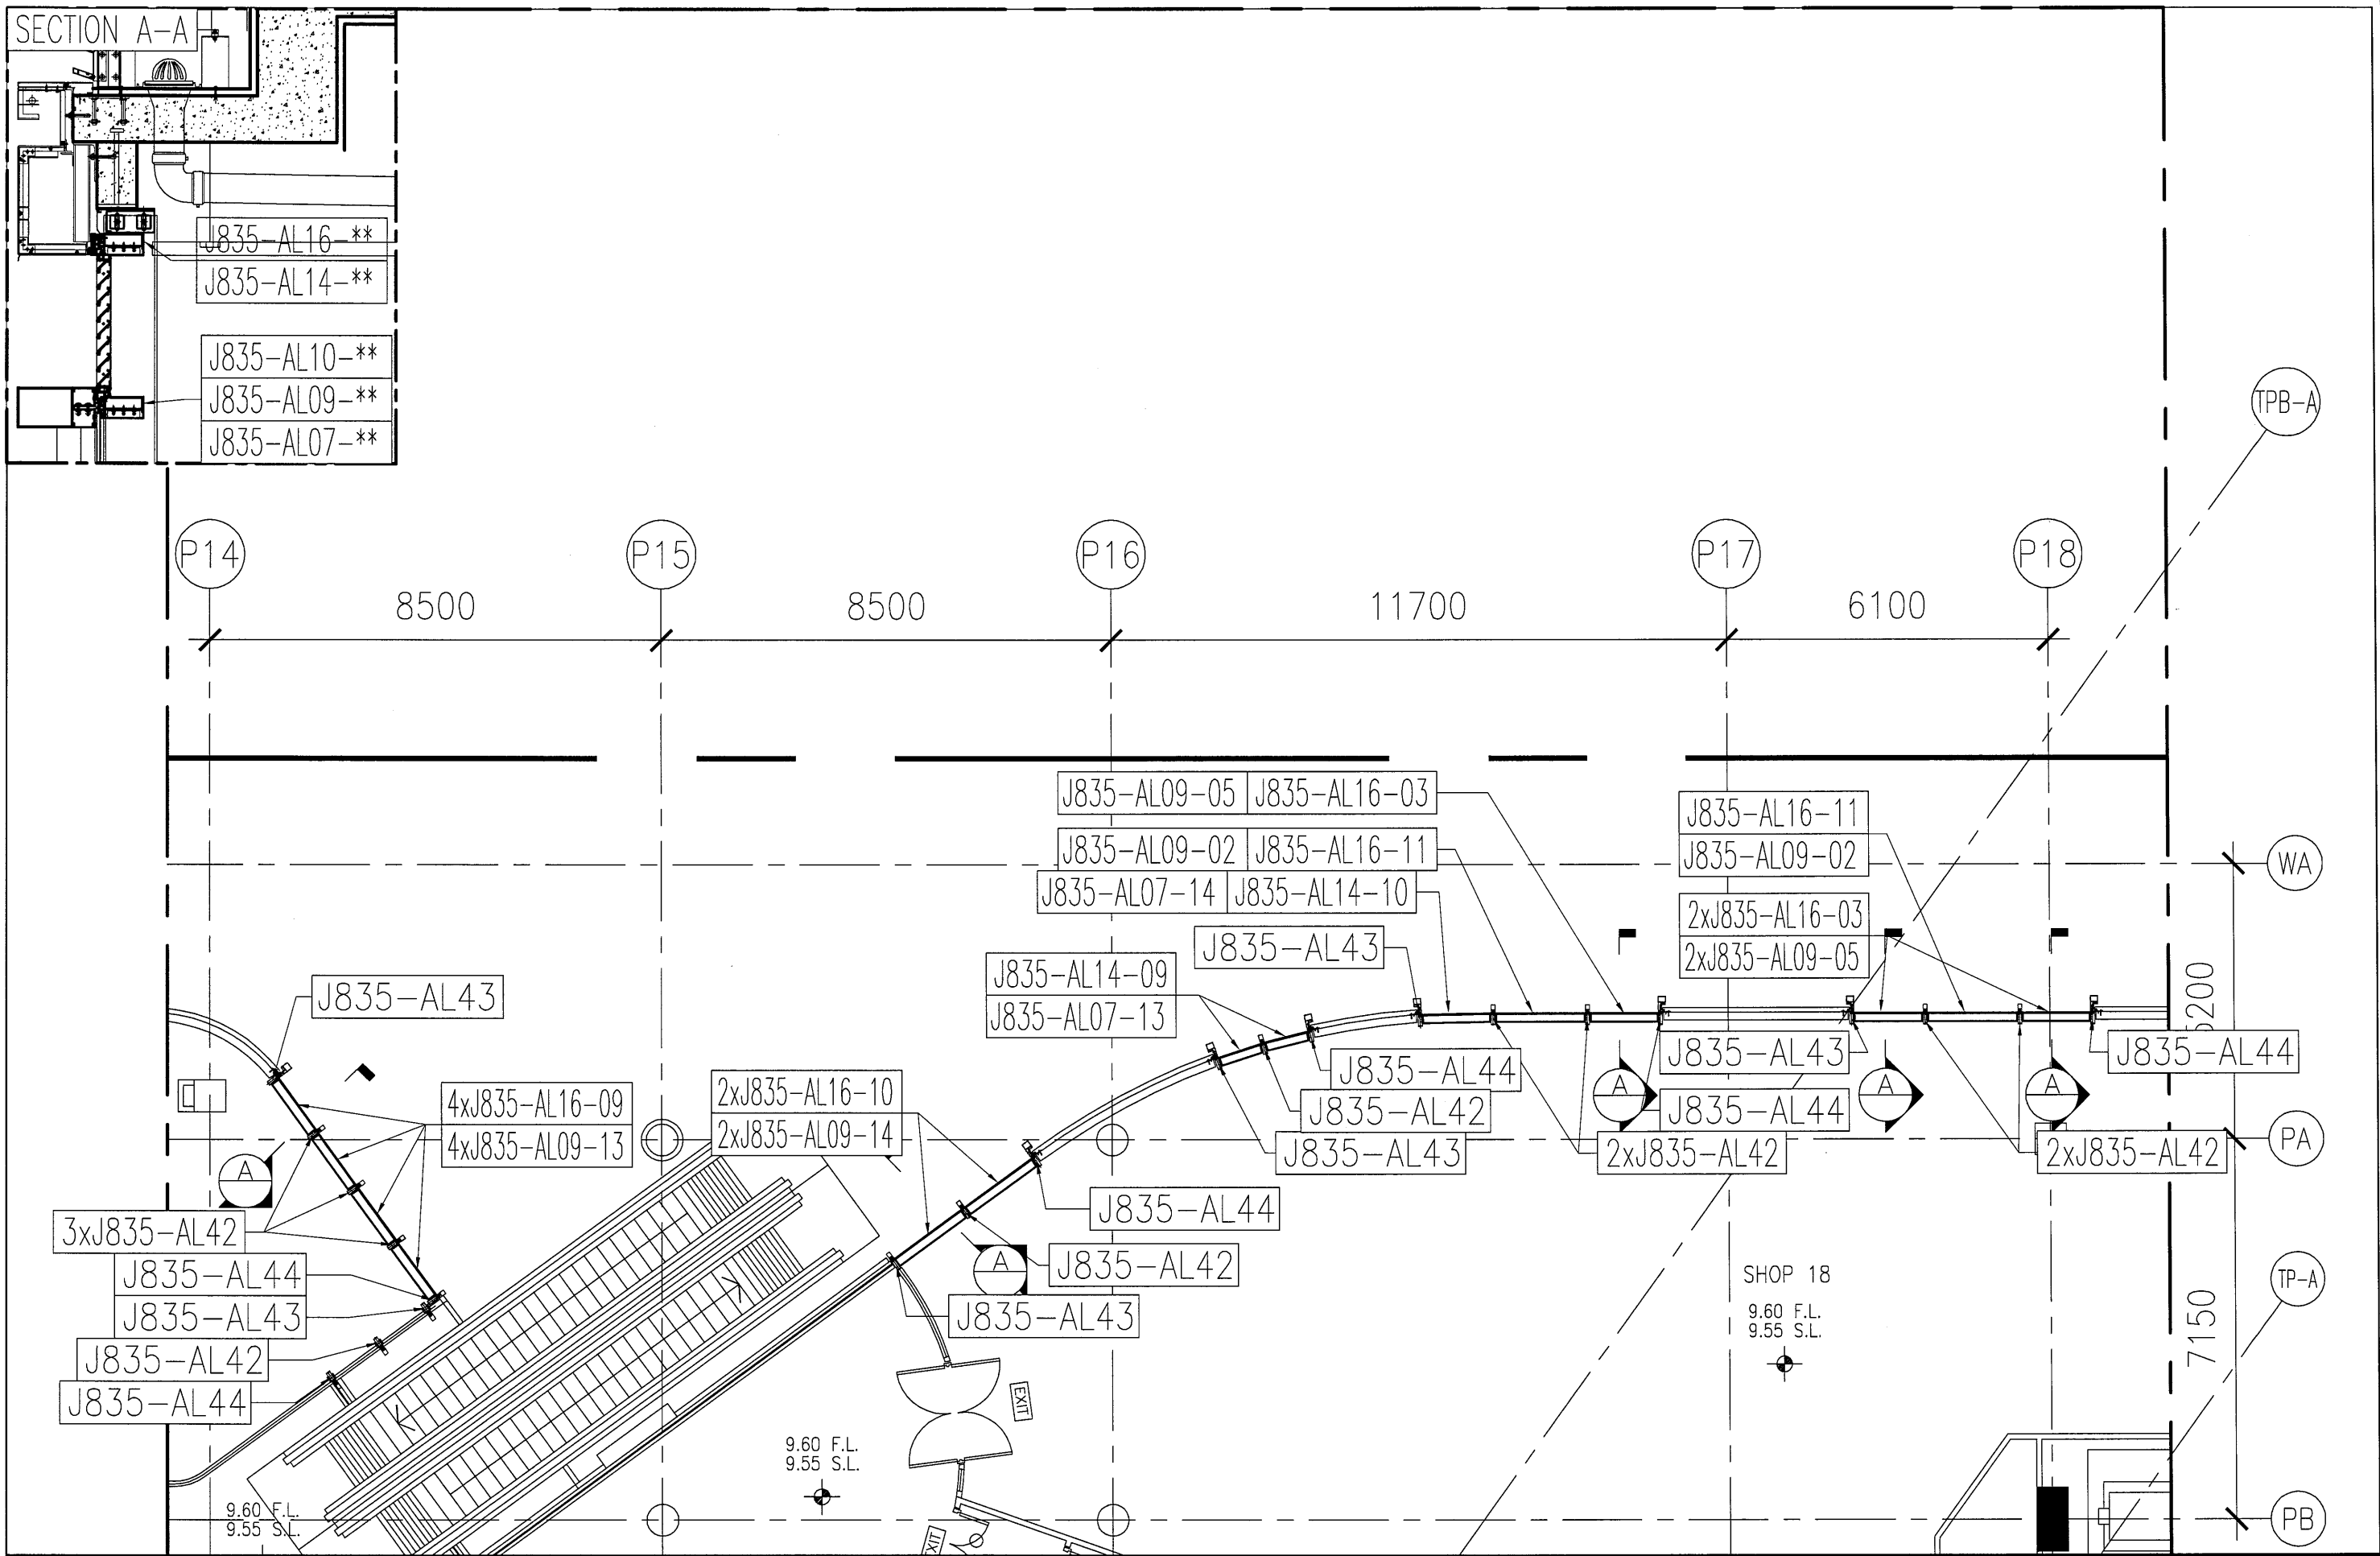 SECTION A-A
J835-AL16-**
J835-AL14-**
J835-AL10-**
J835-AL09-**
J835-AL07-**
TPB-A
P14
P15
P16
P17
P18
8500
8500
11700
6100
J835-AL09-05 J835-AL16-03
J835-AL09-02 J835-AL16-11
J835-AL07-14 J835-AL14-10
J835-AL16-11
J835-AL09-02
WA
2xJ835-AL16-03
2xJ835-AL09-05
J835-AL43
J835-AL14-09
J835-AL07-13
J835-AL43
5200
J835-AL44
J835-AL43
J835-AL44
4xJ835-AL16-09
4xJ835-AL09-13
2xJ835-AL16-10
2xJ835-AL09-14
J835-AL42
J835-AL44
A
A
A
J835-AL43
2xJ835-AL42
2xJ835-AL42
PA
A
3xJ835-AL42
J835-AL44
J835-AL44
A
J835-AL42
J835-AL43
J835-AL43
J835-AL42
J835-AL44
SHOP 18
9.60 F.L.
9.55 S.L.
TP-A
7150
EXIT
9.60 F.L.
9.55 S.L.
9.60 F.L.
9.55 S.L.
PB